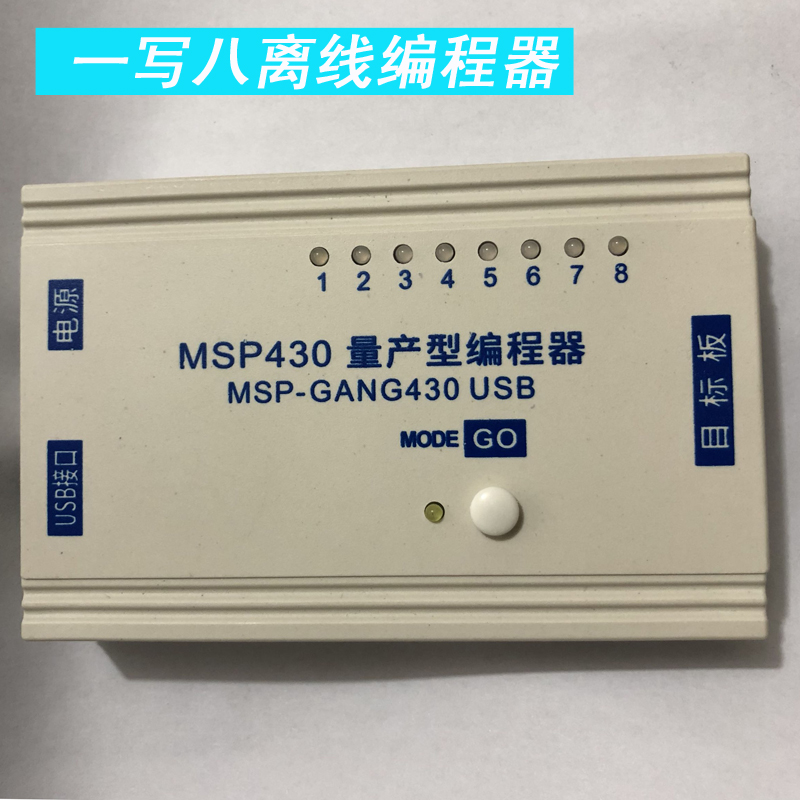 一写八离线编程器
1 2 3 4 5 6 7 8
电源
MSP430 量产型编程器
MSP-GANG430 USB
MODE GO
目标板
USB接口